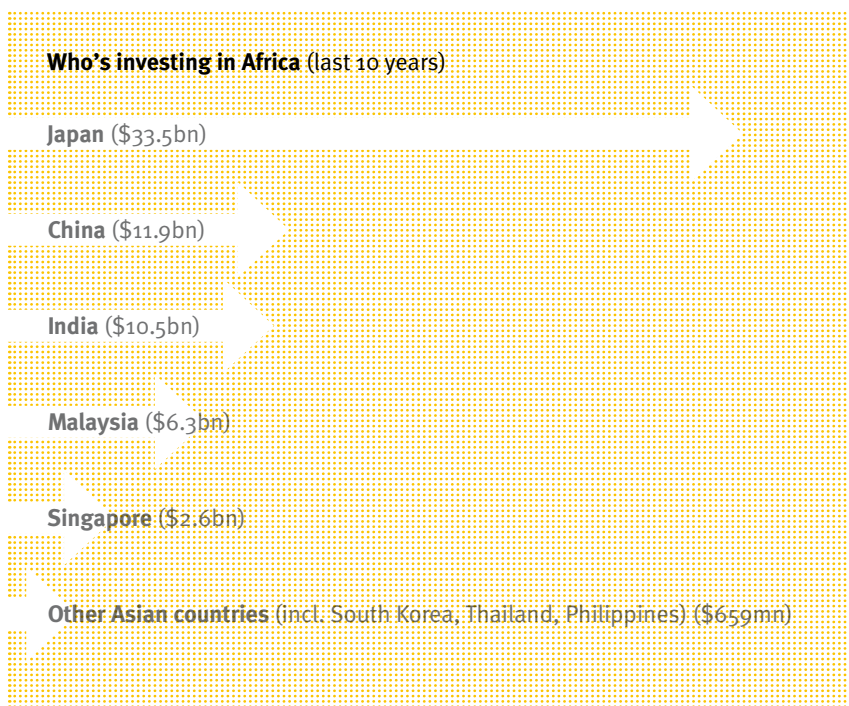 Who’s investing in Africa (last 10 years)
Japan ($33.5bn)
China ($11.9bn)
India ($10.5bn)
Malaysia ($6.3bn)
Singapore ($2.6bn)
Other Asian countries (incl. South Korea, Thailand, Philippines) ($659mn)